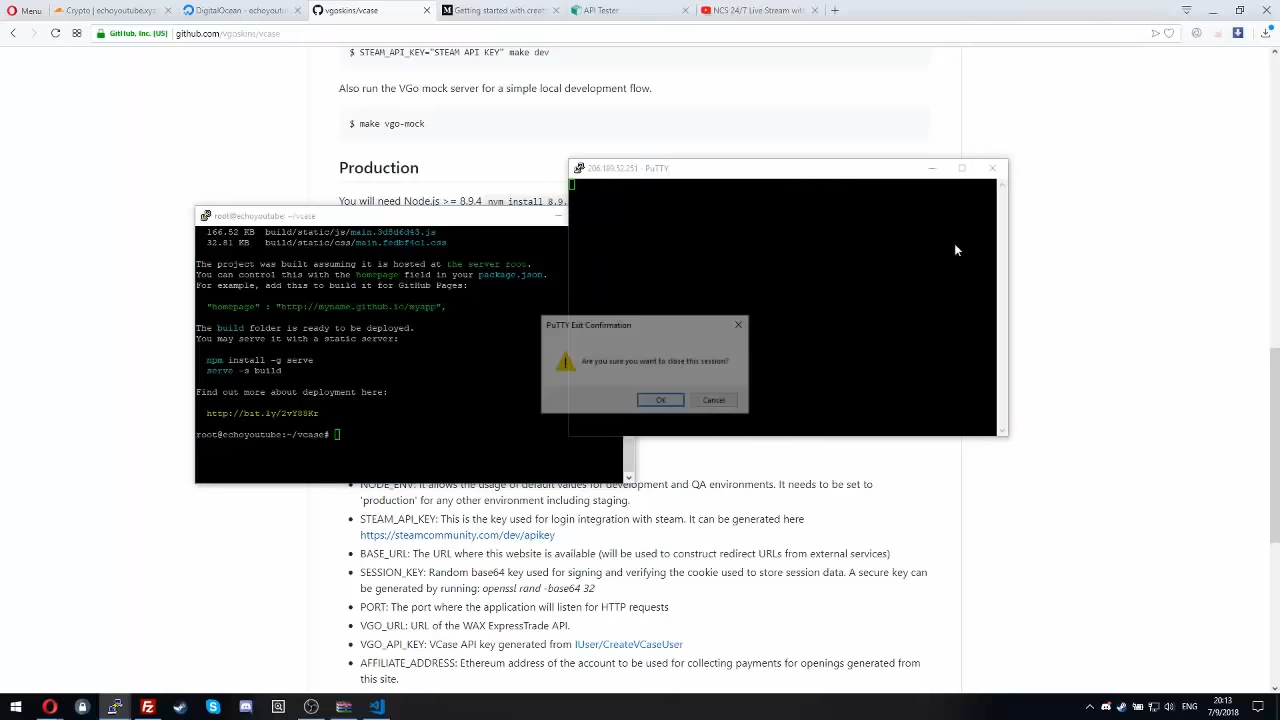 Menu
Crypto | echoyoutube.xyz
DigitalOcean - echoyoutu
vgoskins/vcase
Getting started with creat
API Tester
NCS 24/7 Live Stream with
GitHub, Inc. [US]
github.com/vgoskins/vcase
$ STEAM_API_KEY="STEAM API KEY" make dev
Also run the VGo mock server for a simple local development flow.
$ make vgo-mock
Production
You will need Node.js >= 8.9.4 nvm install 8.9.
206.189.52.251 - PuTTY
root@echoyoutube: ~/vcase
166.52 KB build/static/js/main.3d5d6d43.js
32.81 KB build/static/css/main.fedbf4c1.css
The project was built assuming it is hosted at the server root.
You can control this with the homepage field in your package.json.
For example, add this to build it for GitHub Pages:
"homepage" : "http://myname.github.io/myapp",
The build folder is ready to be deployed.
You may serve it with a static server:
npm install -g serve
serve -s build
Find out more about deployment here:
http://bit.ly/2vY88Kr
root@echoyoutube:~/vcase#
PuTTY Exit Confirmation
Are you sure you want to close this session?
OK
Cancel
NODE_ENV: It allows the usage of default values for development and QA environments. It needs to be set to
'production' for any other environment including staging.
STEAM_API_KEY: This is the key used for login integration with steam. It can be generated here
https://steamcommunity.com/dev/apikey
BASE_URL: The URL where this website is available (will be used to construct redirect URLs from external services)
SESSION_KEY: Random base64 key used for signing and verifying the cookie used to store session data. A secure key can
be generated by running: openssl rand -base64 32
PORT: The port where the application will listen for HTTP requests
VGO_URL: URL of the WAX ExpressTrade API.
VGO_API_KEY: VCase API key generated from IUser/CreateVCaseUser
AFFILIATE_ADDRESS: Ethereum address of the account to be used for collecting payments for openings generated from
this site.
ENG
20:13
7/9/2018